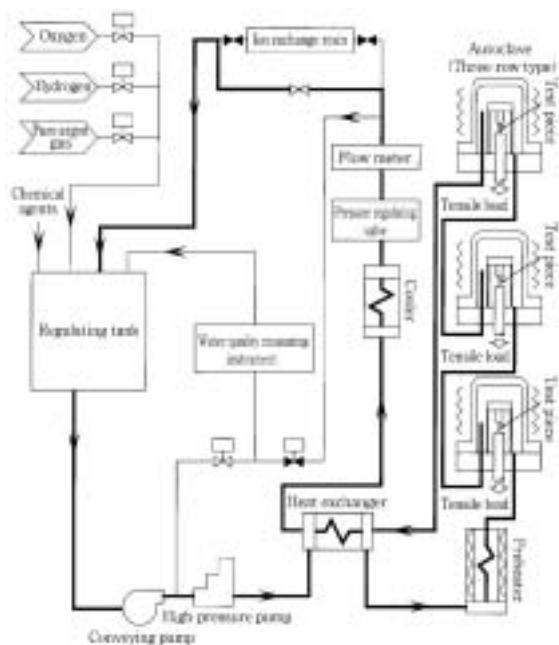 Oxygen
Hydrogen
gas
Chemical
agents
Regulating tank
Ion exchange resin
Flow meter
Pressure regulating
valve
Cooler
Water quality measuring
instrument
Heat exchanger
High-pressure pump
Conveying pump
Autoclave
(Three row type)
Test piece
Tensile load
Test piece
Tensile load
Test piece
Tensile load
Preheater